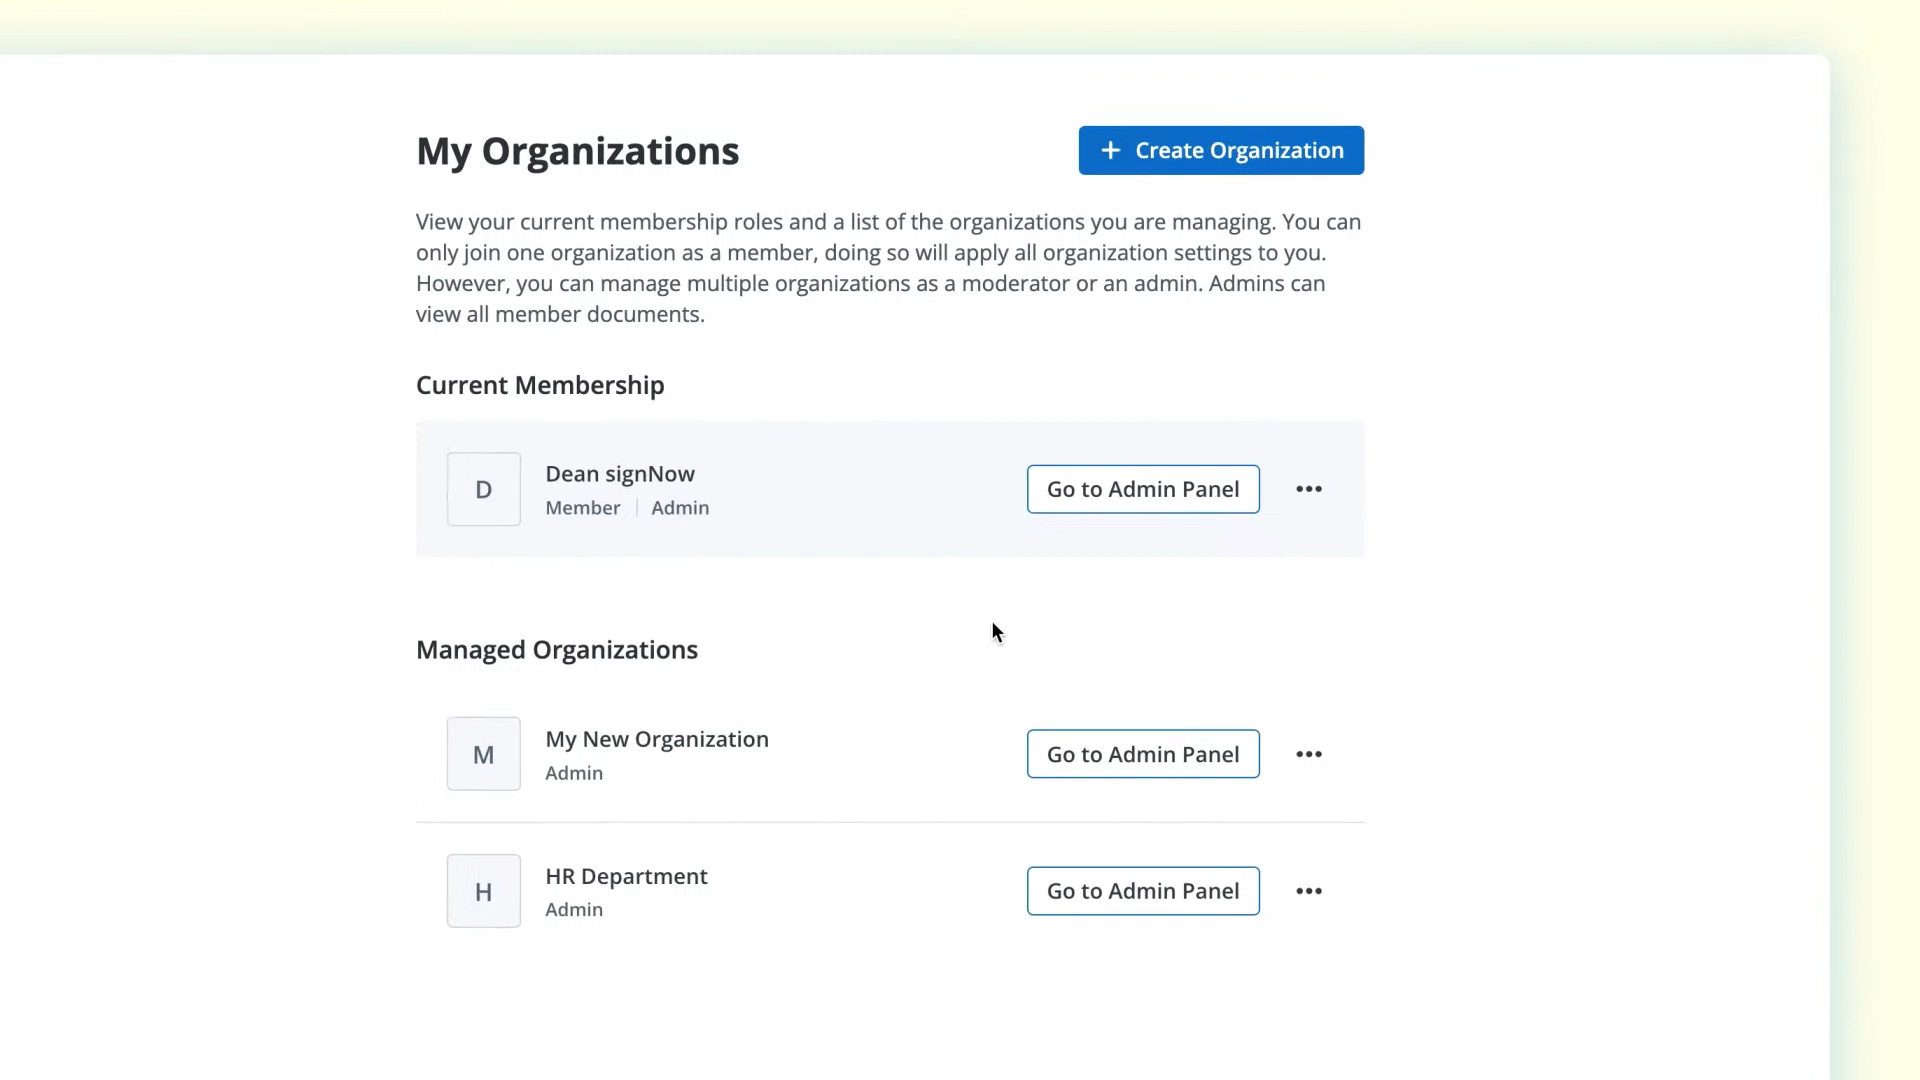 My Organizations
+ Create Organization
View your current membership roles and a list of the organizations you are managing. You can
only join one organization as a member, doing so will apply all organization settings to you.
However, you can manage multiple organizations as a moderator or an admin. Admins can
view all member documents.
Current Membership
D
Dean signNow
Member | Admin
Go to Admin Panel
Managed Organizations
M
My New Organization
Admin
Go to Admin Panel
H
HR Department
Admin
Go to Admin Panel